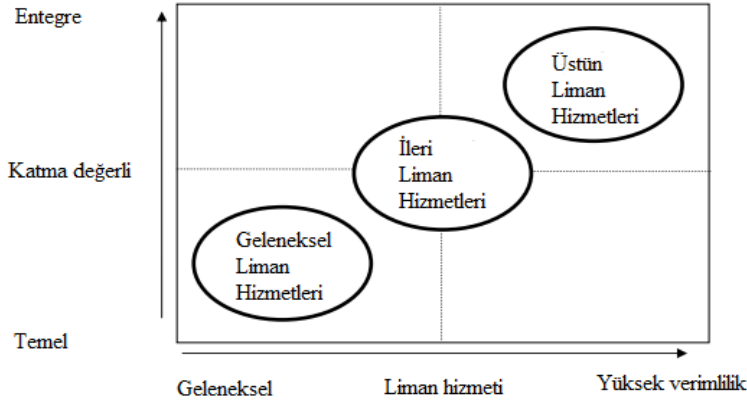 Entegre
Üstün
Liman
Hizmetleri
İleri
Liman
Hizmetleri
Katma değerli
Geleneksel
Liman
Hizmetleri
Temel
Geleneksel
Liman hizmeti
Yüksek verimlilik